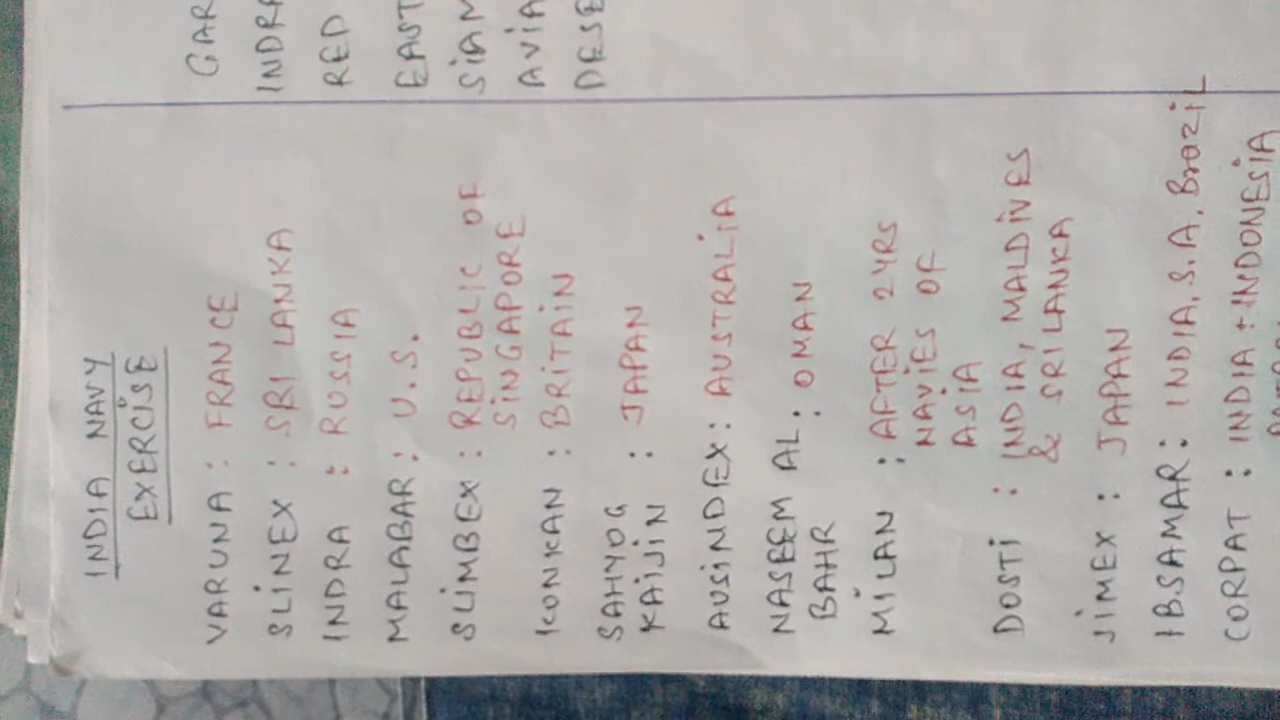 INDIA NAVY
EXERCISE
VARUNA : FRANCE
SLINEX : SRI LANKA
INDRA : RUSSIA
MALABAR : U.S.
SLIMBEX : REPUBLIC OF
SINGAPORE
KONKAN : BRITAIN
SAHYOG
KAIJIN : JAPAN
AUSINDEX : AUSTRALIA
NASEEM AL : OMAN
BAHR
MILAN : AFTER 2 YRS
NAVIES OF
ASIA
DOSTI : INDIA, MALDIVES
& SRI LANKA
JIMEX : JAPAN
IBSAMAR : INDIA. S.A. Brazil
CORPAT : INDIA + INDONESIA
GAR
INDRA
RED
EAST
SIAM
AVIA
DESE